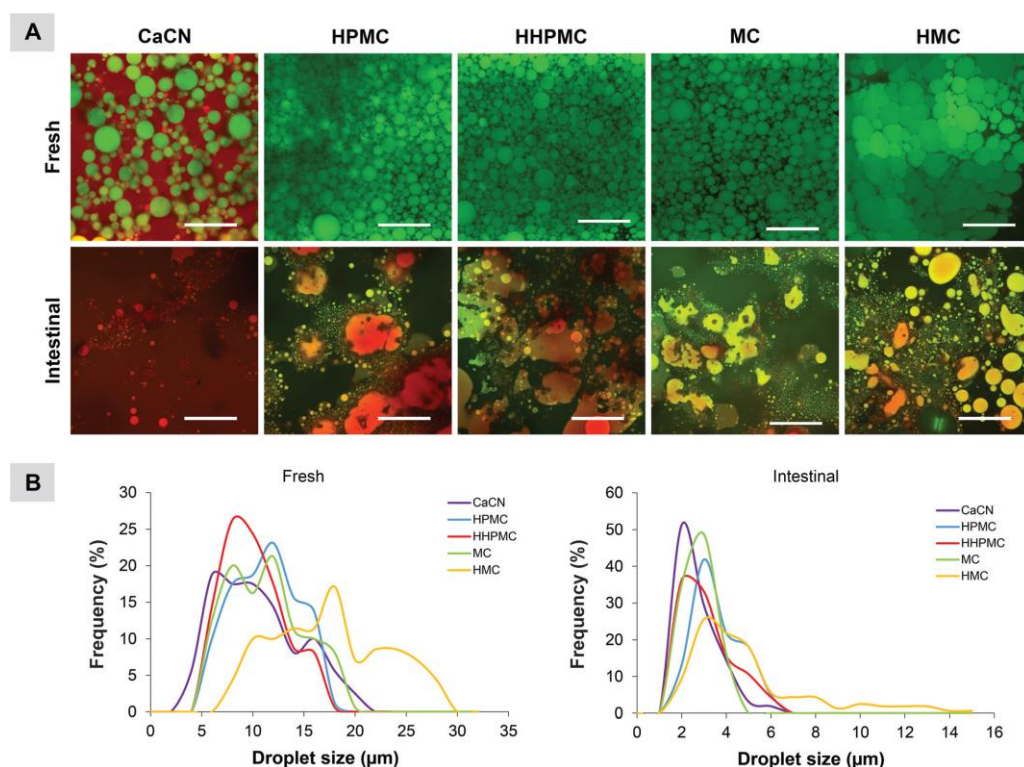 A
CaCN HPMC HHPMC MC HMC
Fresh
Intestinal
B
Fresh
30
25
20
15
10
5
0
Frequency (%)
0 5 10 15 20 25 30 35
Droplet size (µm)
CaCN
HPMC
HHPMC
MC
HMC
Intestinal
60
50
40
30
20
10
0
Frequency (%)
0 2 4 6 8 10 12 14 16
Droplet size (µm)
CaCN
HPMC
HHPMC
MC
HMC